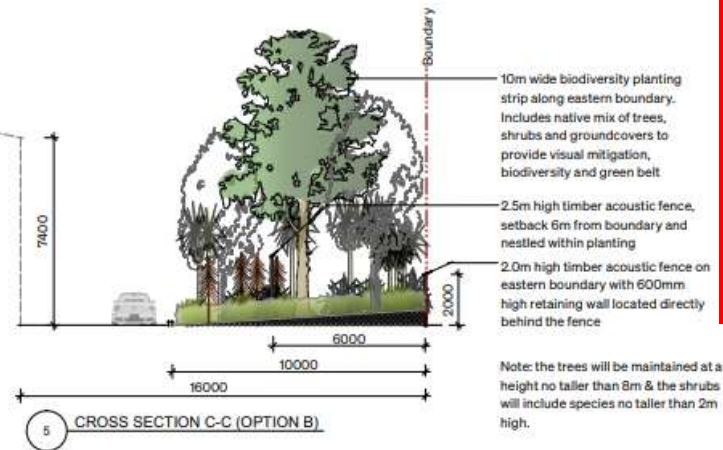 Boundary
10m wide biodiversity planting
strip along eastern boundary.
Includes native mix of trees,
shrubs and groundcovers to
provide visual mitigation,
biodiversity and green belt
2.5m high timber acoustic fence,
setback 6m from boundary and
nestled within planting
2.0m high timber acoustic fence on
eastern boundary with 600mm
high retaining wall located directly
behind the fence
7400
2000
6000
10000
16000
Note: the trees will be maintained at a
height no taller than 8m & the shrubs
will include species no taller than 2m
high.
5 CROSS SECTION C-C (OPTION B)